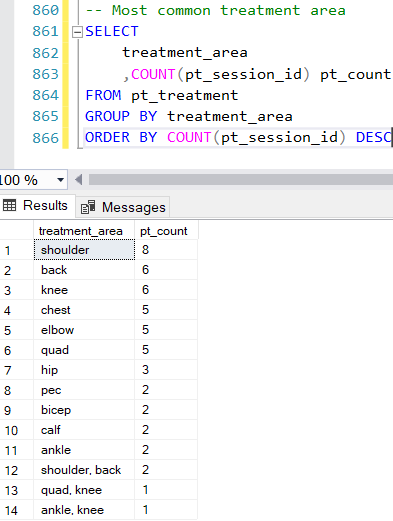 860 -- Most common treatment area
861 SELECT
862 treatment_area
863 ,COUNT(pt_session_id) pt_count
864 FROM pt_treatment
865 GROUP BY treatment_area
866 ORDER BY COUNT(pt_session_id) DESC
100 %
Results Messages
treatment_area pt_count
1 shoulder 8
2 back 6
3 knee 6
4 chest 5
5 elbow 5
6 quad 5
7 hip 3
8 pec 2
9 bicep 2
10 calf 2
11 ankle 2
12 shoulder, back 2
13 quad, knee 1
14 ankle, knee 1